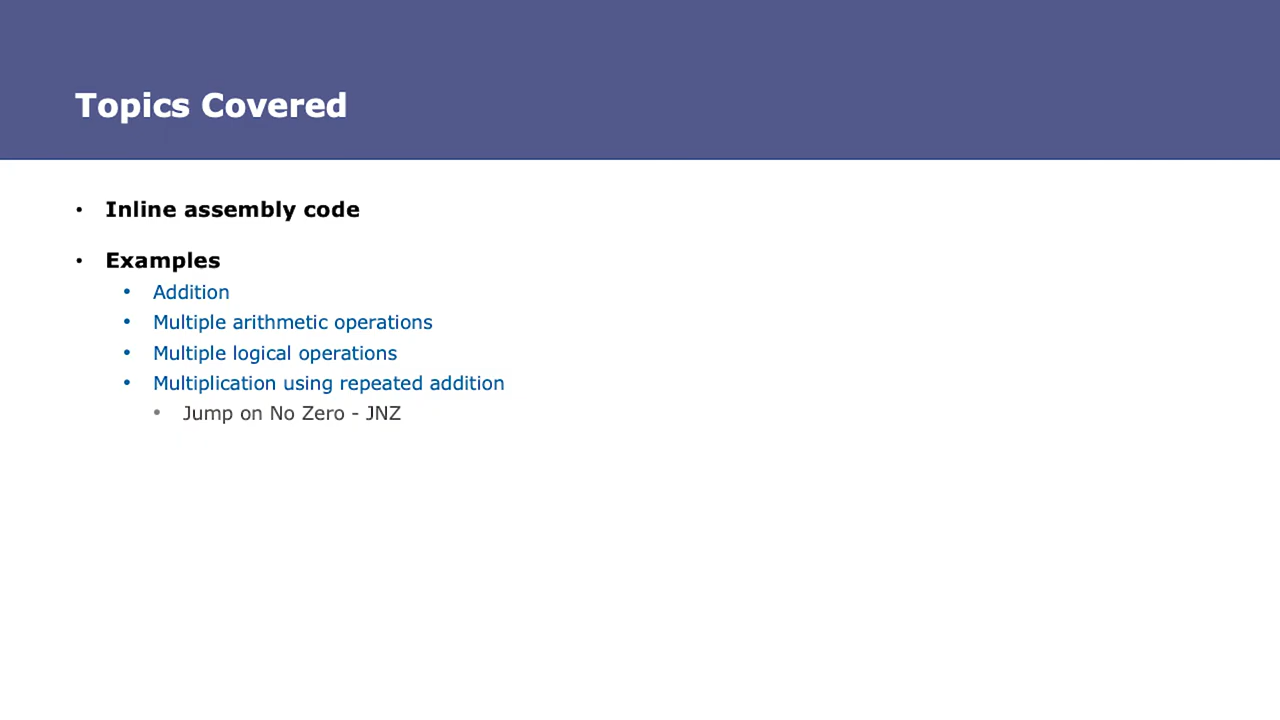 Topics Covered
• Inline assembly code
• Examples
• Addition
• Multiple arithmetic operations
• Multiple logical operations
• Multiplication using repeated addition
• Jump on No Zero - JNZ